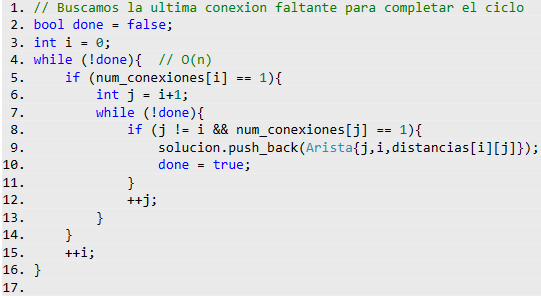 1. // Buscamos la ultima conexion faltante para completar el ciclo
2. bool done = false;
3. int i = 0;
4. while (!done){  // O(n)
5.     if (num_conexiones[i] == 1){
6.         int j = i+1;
7.         while (!done){
8.             if (j != i && num_conexiones[j] == 1){
9.                 solucion.push_back(Arista{j,i,distancias[i][j]});
10.                 done = true;
11.             }
12.             ++j;
13.         }
14.     }
15.     ++i;
16. }
17.